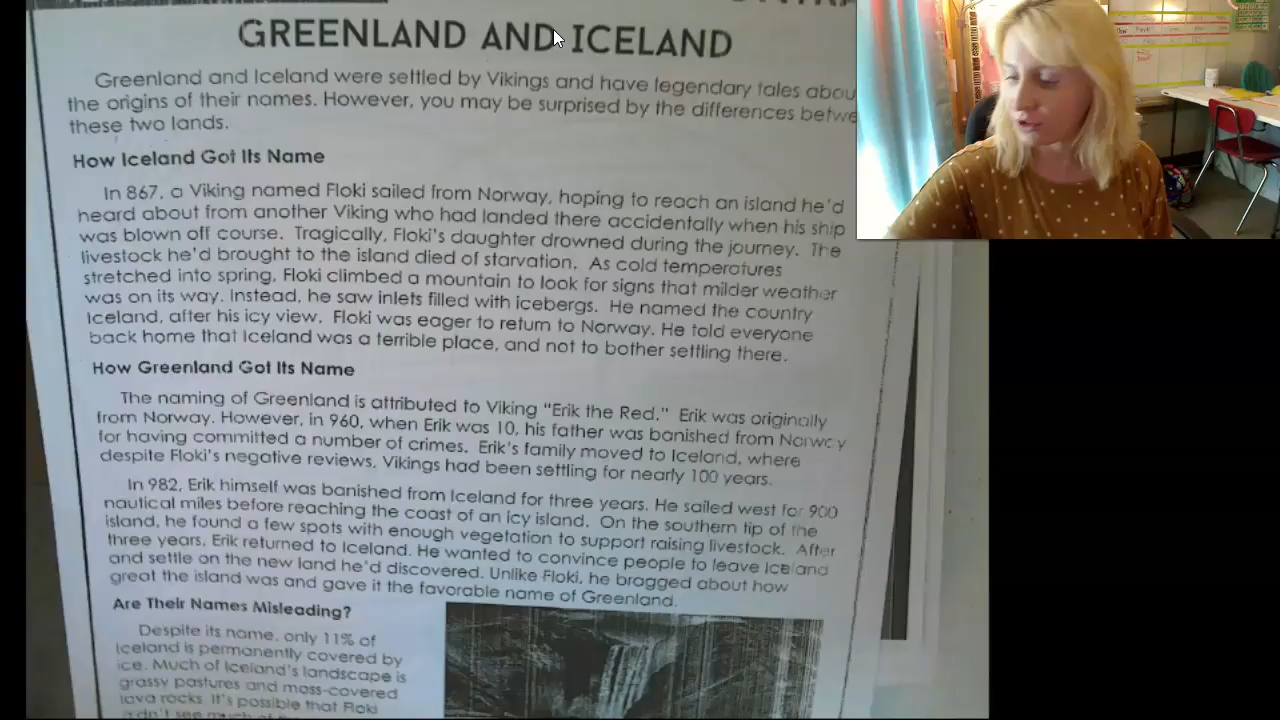 GREENLAND AND ICELAND
Greenland and Iceland were settled by Vikings and have legendary tales abou
the origins of their names. However, you may be surprised by the differences betwe
these two lands.
How Iceland Got Its Name
In 867, a Viking named Floki sailed from Norway, hoping to reach an island he'd
heard about from another Viking who had landed there accidentally when his ship
was blown off course. Tragically, Floki's daughter drowned during the journey. The
livestock he'd brought to the island died of starvation. As cold temperatures
stretched into spring, Floki climbed a mountain to look for signs that milder weather
was on its way. Instead, he saw inlets filled with icebergs. He named the country
Iceland, after his icy view. Floki was eager to return to Norway. He told everyone
back home that Iceland was a terrible place, and not to bother settling there.
How Greenland Got Its Name
The naming of Greenland is attributed to Viking "Erik the Red." Erik was originally
from Norway. However, in 960, when Erik was 10, his father was banished from Norway
for having committed a number of crimes. Erik's family moved to Iceland, where
despite Floki's negative reviews, Vikings had been settling for nearly 100 years.
In 982, Erik himself was banished from Iceland for three years. He sailed west for 900
nautical miles before reaching the coast of an icy island. On the southern tip of the
island, he found a few spots with enough vegetation to support raising livestock. After
three years, Erik returned to Iceland. He wanted to convince people to leave Iceland
and settle on the new land he'd discovered. Unlike Floki, he bragged about how
great the island was and gave it the favorable name of Greenland.
Are Their Names Misleading?
Despite its name, only 11% of
Iceland is permanently covered by
ice. Much of Iceland's landscape is
grassy pastures and moss-covered
lava rocks. It's possible that Floki